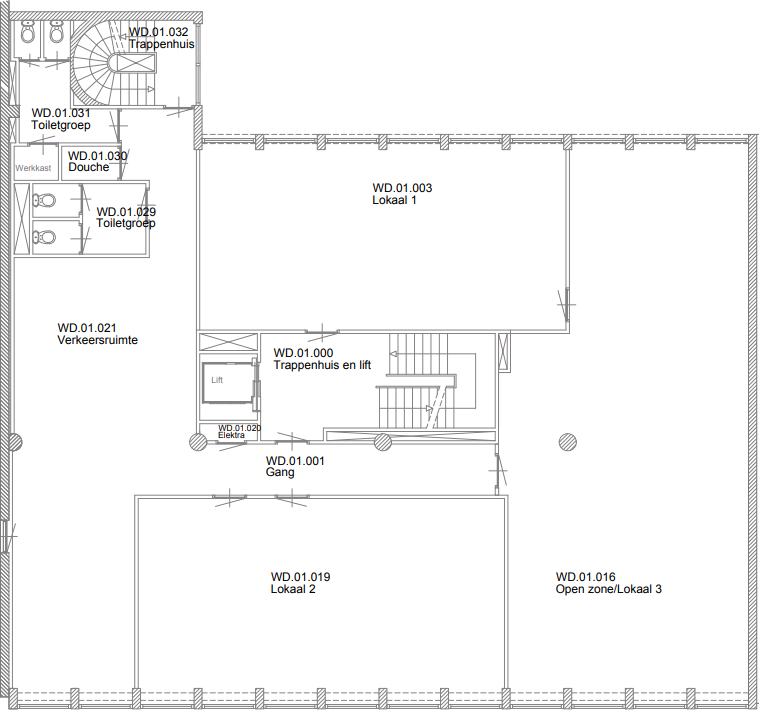 WD.01.032
Trappenhuis
WD.01.031
Toiletgroep
WD.01.030
Douche
Werkkast
WD.01.003
Lokaal 1
WD.01.029
Toiletgroep
WD.01.021
Verkeersruimte
WD.01.000
Trappenhuis en lift
Lift
WD.01.020
Elektra
WD.01.001
Gang
WD.01.019
Lokaal 2
WD.01.016
Open zone/Lokaal 3